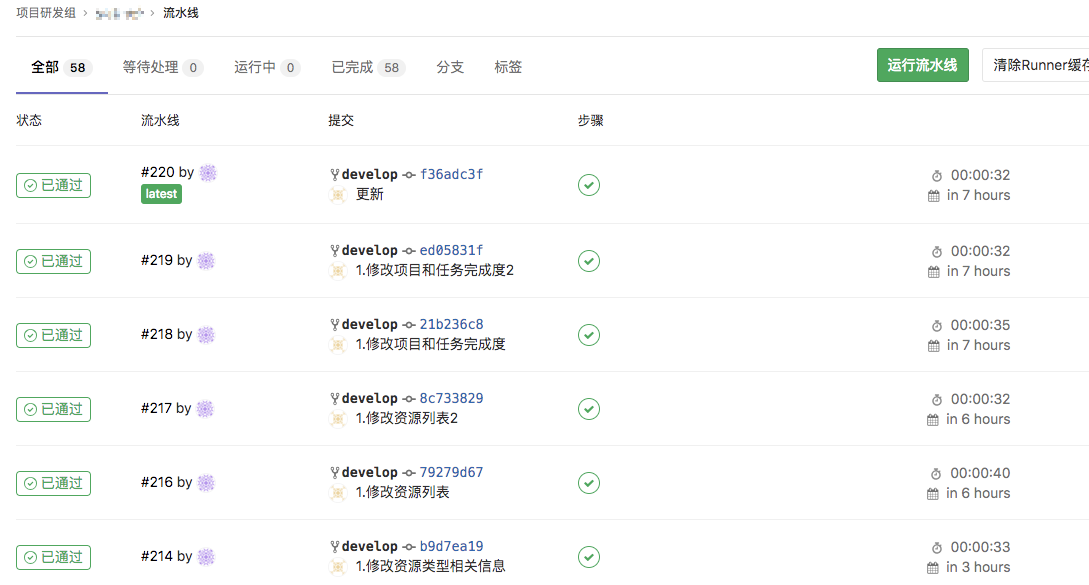 项目研发组 › › 流水线
全部 58 等待处理 0 运行中 0 已完成 58 分支 标签 运行流水线 清除Runner缓存
状态 流水线 提交 步骤
已通过 #220 by latest develop f36adc3f 更新 00:00:32 in 7 hours
已通过 #219 by develop ed05831f 1.修改项目和任务完成度2 00:00:32 in 7 hours
已通过 #218 by develop 21b236c8 1.修改项目和任务完成度 00:00:35 in 7 hours
已通过 #217 by develop 8c733829 1.修改资源列表2 00:00:32 in 6 hours
已通过 #216 by develop 79279d67 1.修改资源列表 00:00:40 in 6 hours
已通过 #214 by develop b9d7ea19 1.修改资源类型相关信息 00:00:33 in 3 hours